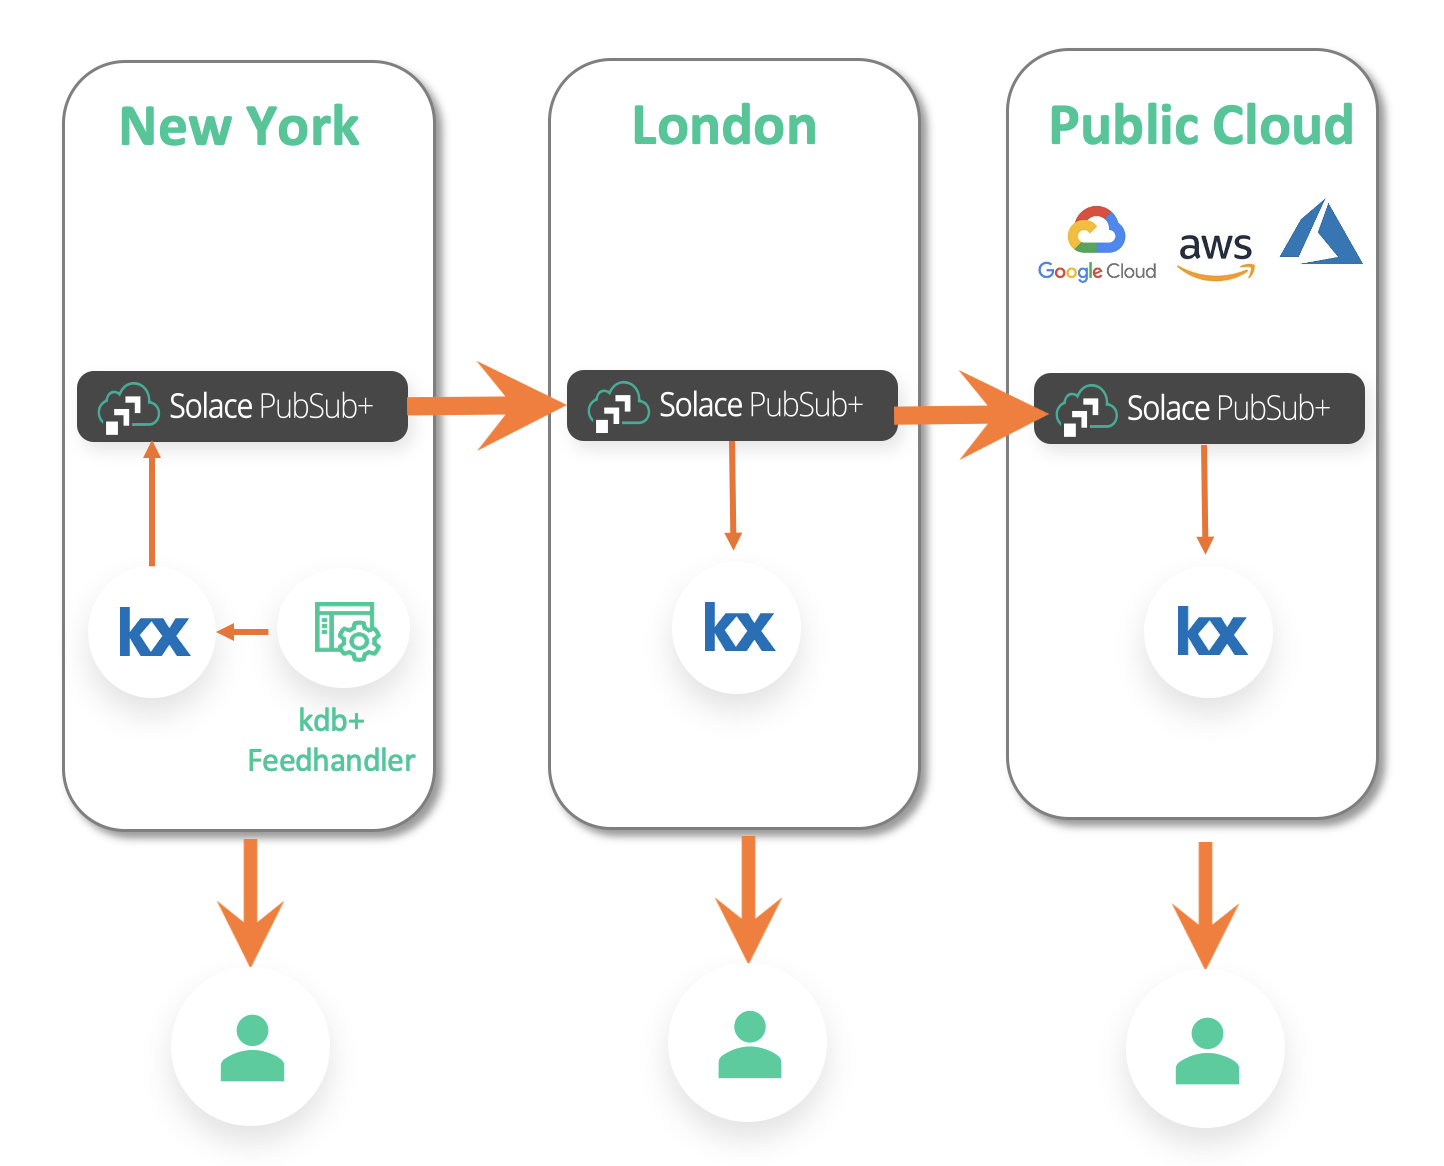 New York
London
Public Cloud
Google Cloud
aws
Solace PubSub+
Solace PubSub+
Solace PubSub+
kx
kdb+
Feedhandler
kx
kx